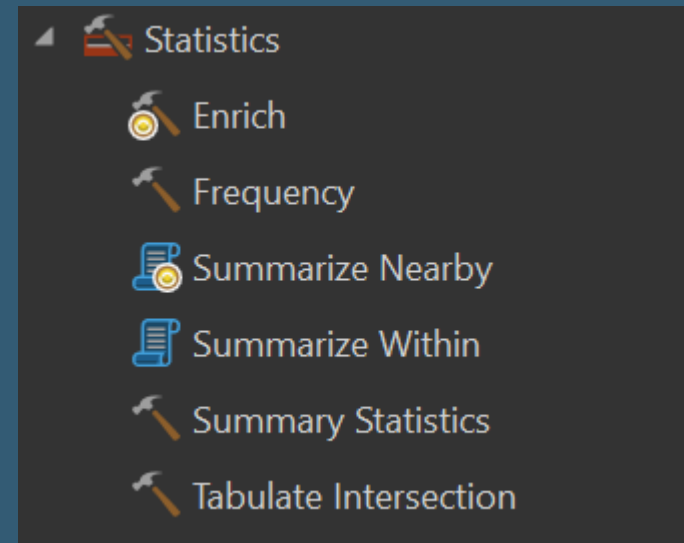 Statistics
Enrich
Frequency
Summarize Nearby
Summarize Within
Summary Statistics
Tabulate Intersection